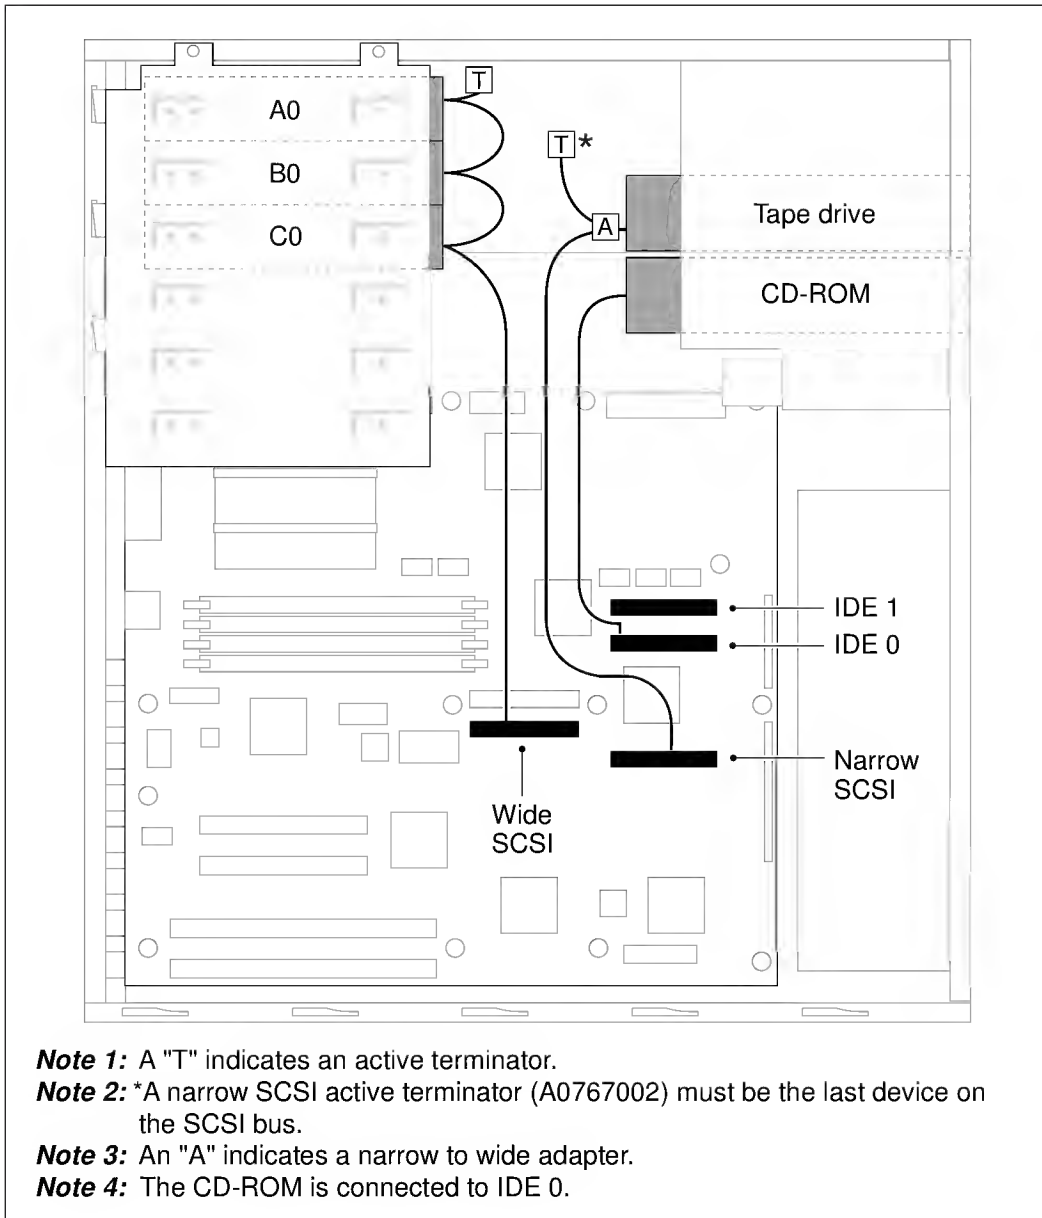 T
A0
T*
B0
A
Tape drive
C0
CD-ROM
IDE 1
IDE 0
Narrow
SCSI
Wide
SCSI
Note 1: A "T" indicates an active terminator.
Note 2: *A narrow SCSI active terminator (A0767002) must be the last device on
the SCSI bus.
Note 3: An "A" indicates a narrow to wide adapter.
Note 4: The CD-ROM is connected to IDE 0.